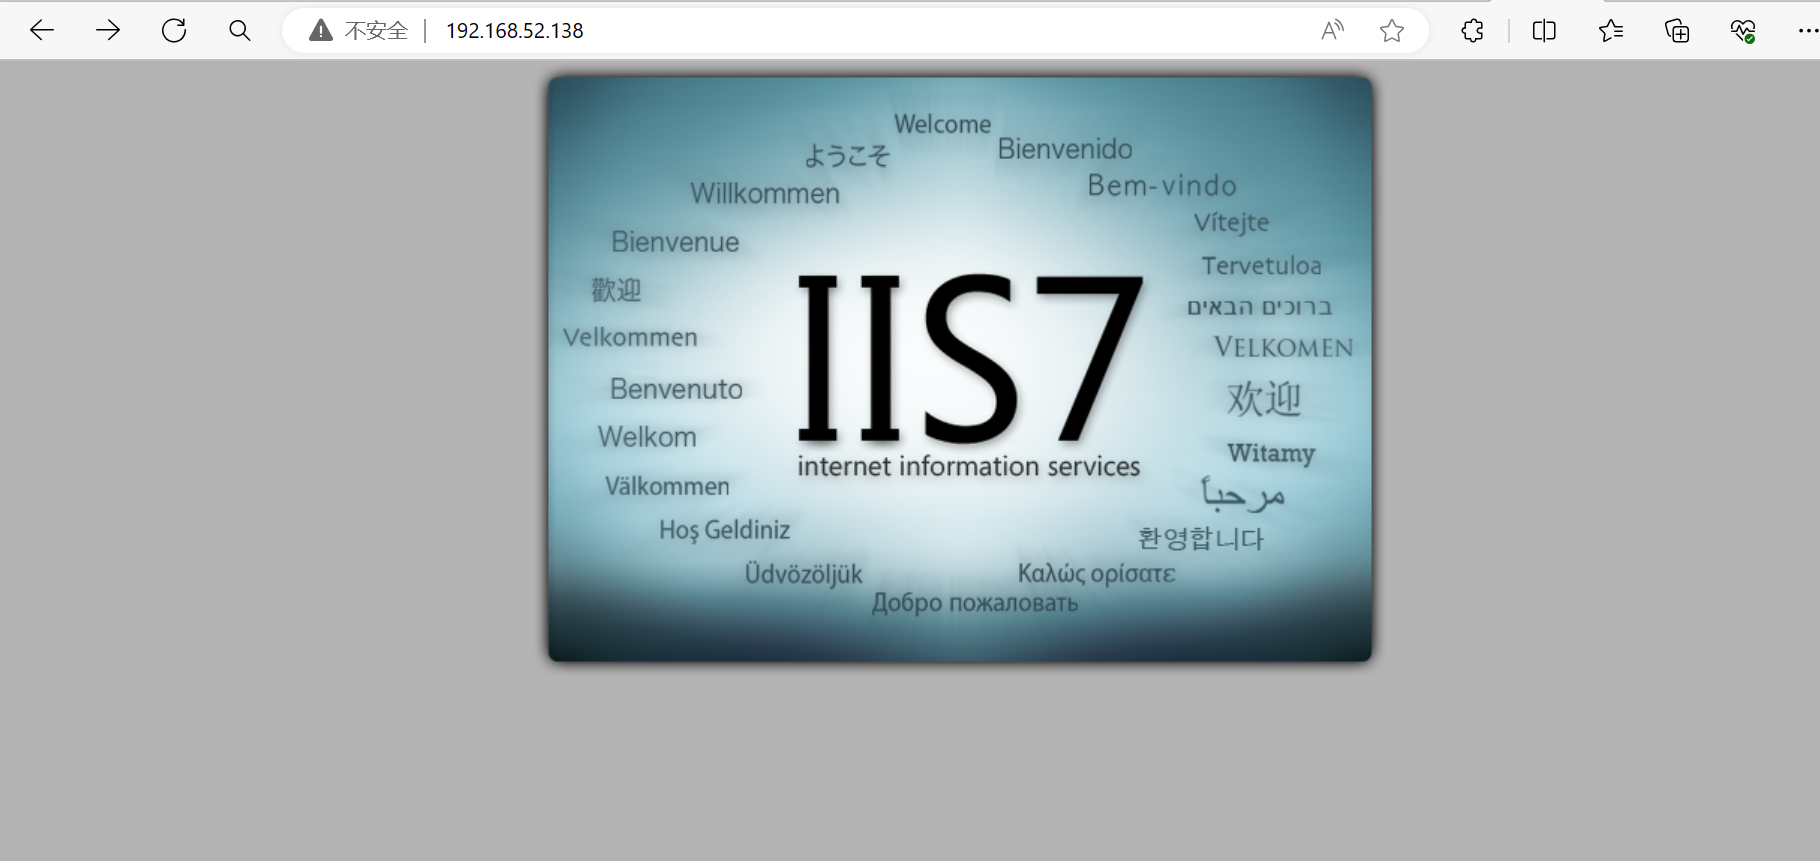 不安全 192.168.52.138
Welcome
Bienvenido
ようこそ
Bem-vindo
Willkommen
Vítejte
Bienvenue
Tervetuloa
歡迎
ברוכים הבאים
Velkommen
VELKOMEN
Benvenuto
欢迎
Welkom
Witamy
IIS7
internet information services
Välkommen
مرحباً
Hoş Geldiniz
환영합니다
Üdvözöljük
Καλώς ορίσατε
Добро пожаловать